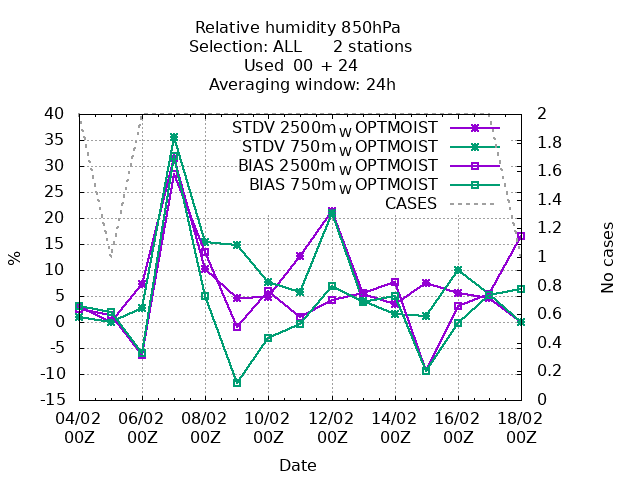 Relative humidity 850hPa
Selection: ALL 2 stations
Used 00 + 24
Averaging window: 24h
STDV 2500m_W OPTMOIST
STDV 750m_W OPTMOIST
BIAS 2500m_W OPTMOIST
BIAS 750m_W OPTMOIST
CASES
40
35
30
25
20
15
10
5
0
-5
-10
-15
%
2
1.8
1.6
1.4
1.2
1
0.8
0.6
0.4
0.2
0
No cases
04/02 06/02 08/02 10/02 12/02 14/02 16/02 18/02
00Z 00Z 00Z 00Z 00Z 00Z 00Z 00Z
Date